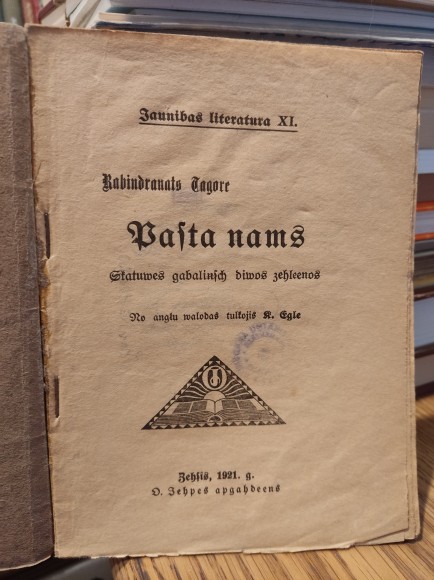 Jaunibas literatura XI.
Rabindranats Tagore
Paſta nams
Skatuwes gabalinſch diwos zehleenos
No angłu walodas tulkojis K. Egle
Zehſis, 1921. g.
O. Jehpes apgahdeens